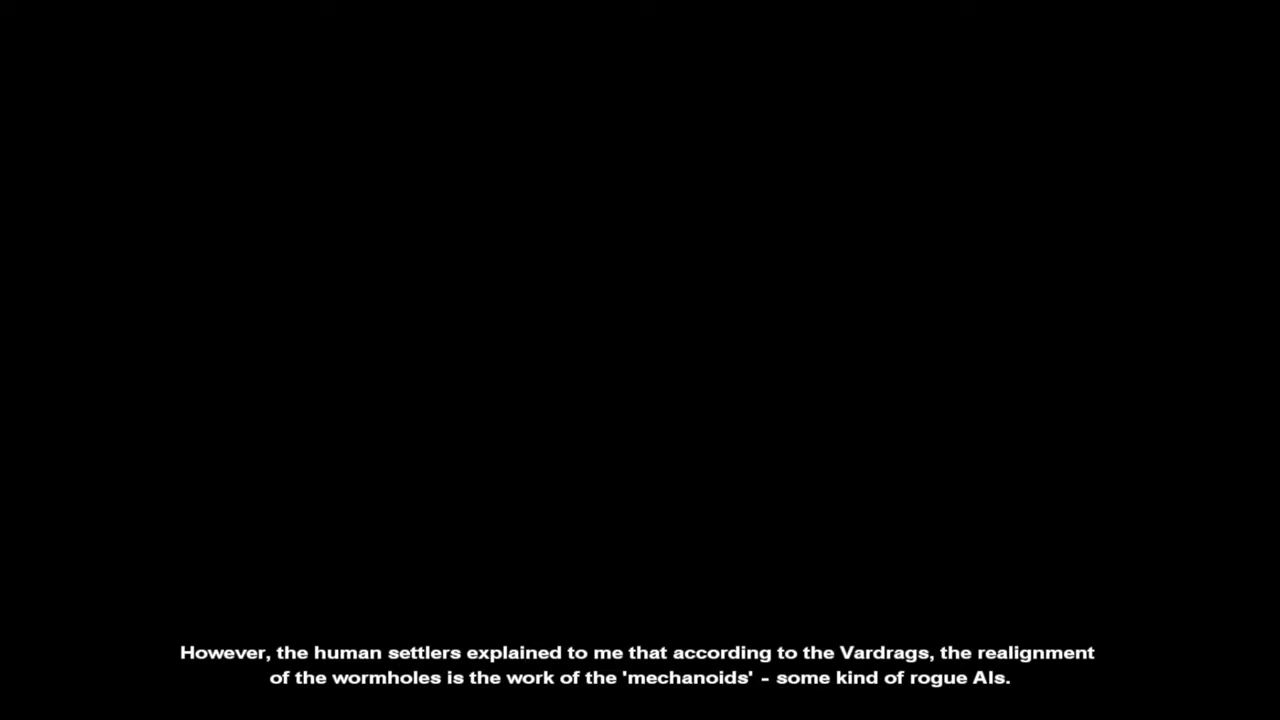 However, the human settlers explained to me that according to the Vardrags, the realignment
of the wormholes is the work of the 'mechanoids' - some kind of rogue AIs.